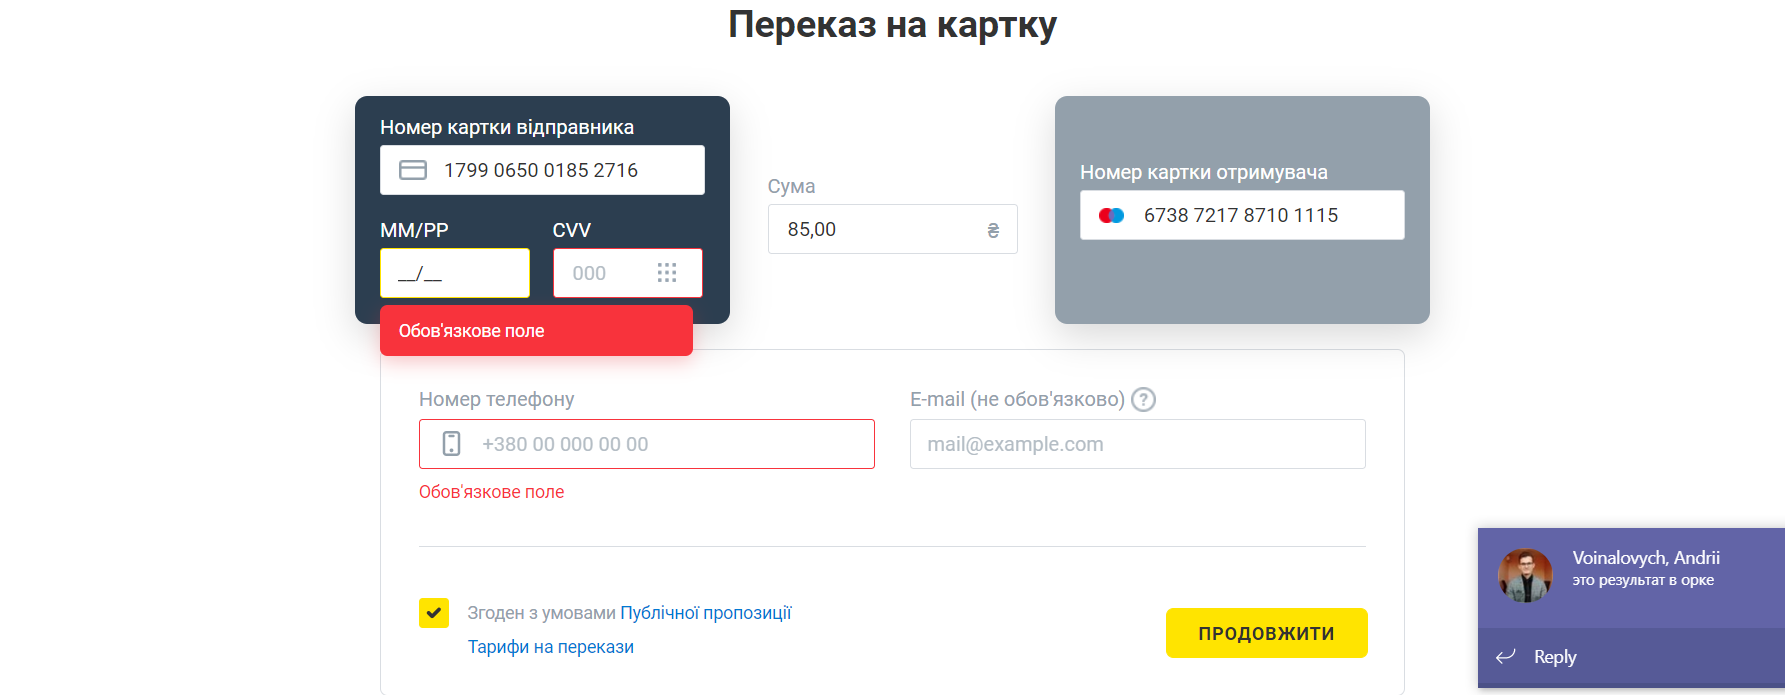 Переказ на картку
Номер картки відправника
1799 0650 0185 2716
ММ/РР
CVV
__/__
000
Обов'язкове поле
Сума
85,00 ₴
Номер картки отримувача
6738 7217 8710 1115
Номер телефону
+380 00 000 00 00
Обов'язкове поле
E-mail (не обов'язково) ?
mail@example.com
Згоден з умовами Публічної пропозиції
Тарифи на перекази
ПРОДОВЖИТИ
Voinalovych, Andrii
это результат в орке
Reply